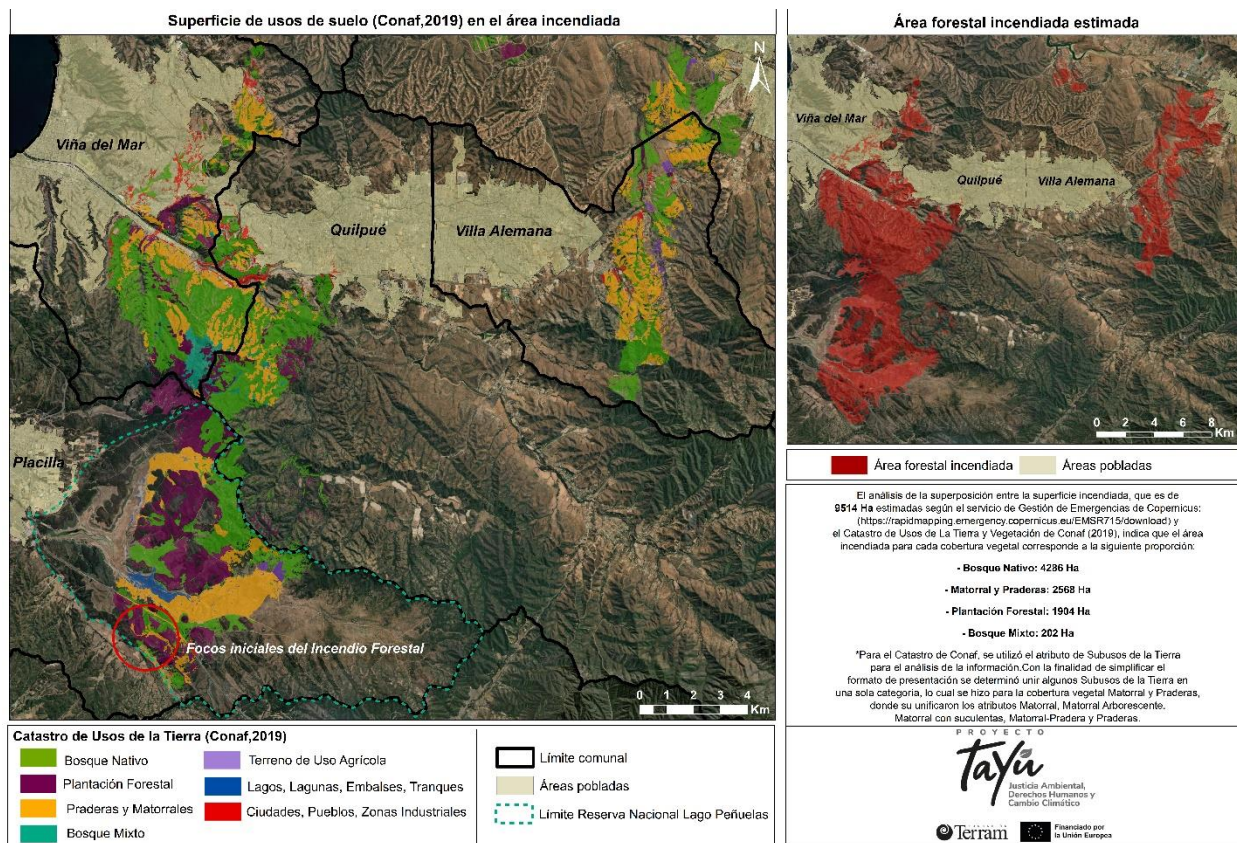 Superficie de usos de suelo (Conaf,2019) en el área incendiada
N
Viña del Mar
Quilpué
Villa Alemana
Placilla
Focos iniciales del Incendio Forestal
0 1 2 3 4
Km
Catastro de Usos de la Tierra (Conaf,2019)
Bosque Nativo
Plantación Forestal
Praderas y Matorrales
Bosque Mixto
Terreno de Uso Agrícola
Lagos, Lagunas, Embalses, Tranques
Ciudades, Pueblos, Zonas Industriales
Límite comunal
Áreas pobladas
Límite Reserva Nacional Lago Peñuelas
Área forestal incendiada estimada
Viña del Mar
Quilpué
Villa Alemana
0 2 4 6 8
Km
Área forestal incendiada
Áreas pobladas
El análisis de la superposición entre la superficie incendiada, que es de
9514 Ha estimadas según el servicio de Gestión de Emergencias de Copernicus:
(https://rapidmapping.emergency.copernicus.eu/EMSR715/download) y
el Catastro de Usos de La Tierra y Vegetación de Conaf (2019), indica que el área
incendiada para cada cobertura vegetal corresponde a la siguiente proporción:
- Bosque Nativo: 4286 Ha
- Matorral y Praderas: 2568 Ha
- Plantación Forestal: 1904 Ha
- Bosque Mixto: 202 Ha
*Para el Catastro de Conaf, se utilizó el atributo de Subusos de la Tierra
para el análisis de la información.Con la finalidad de simplificar el
formato de presentación se determinó unir algunos Subusos de la Tierra en
una sola categoría, lo cual se hizo para la cobertura vegetal Matorral y Praderas,
donde su unificaron los atributos Matorral, Matorral Arborescente.
Matorral con suculentas, Matorral-Pradera y Praderas.
PROYECTO
Tayú
Justicia Ambiental,
Derechos Humanos y
Cambio Climático
Terram
Financiado por
la Unión Europea